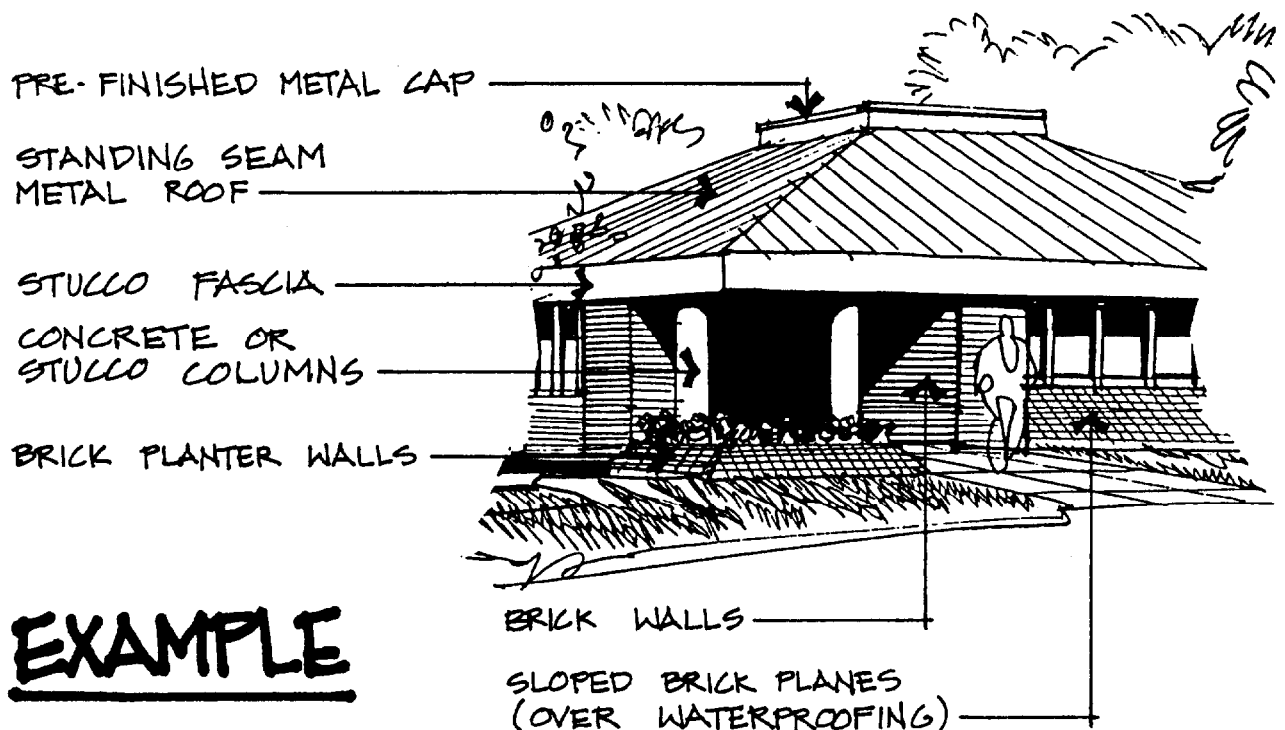 PRE-FINISHED METAL CAP
STANDING SEAM
METAL ROOF
STUCCO FASCIA
CONCRETE OR
STUCCO COLUMNS
BRICK PLANTER WALLS
EXAMPLE
BRICK WALLS
SLOPED BRICK PLANES
(OVER WATERPROOFING)